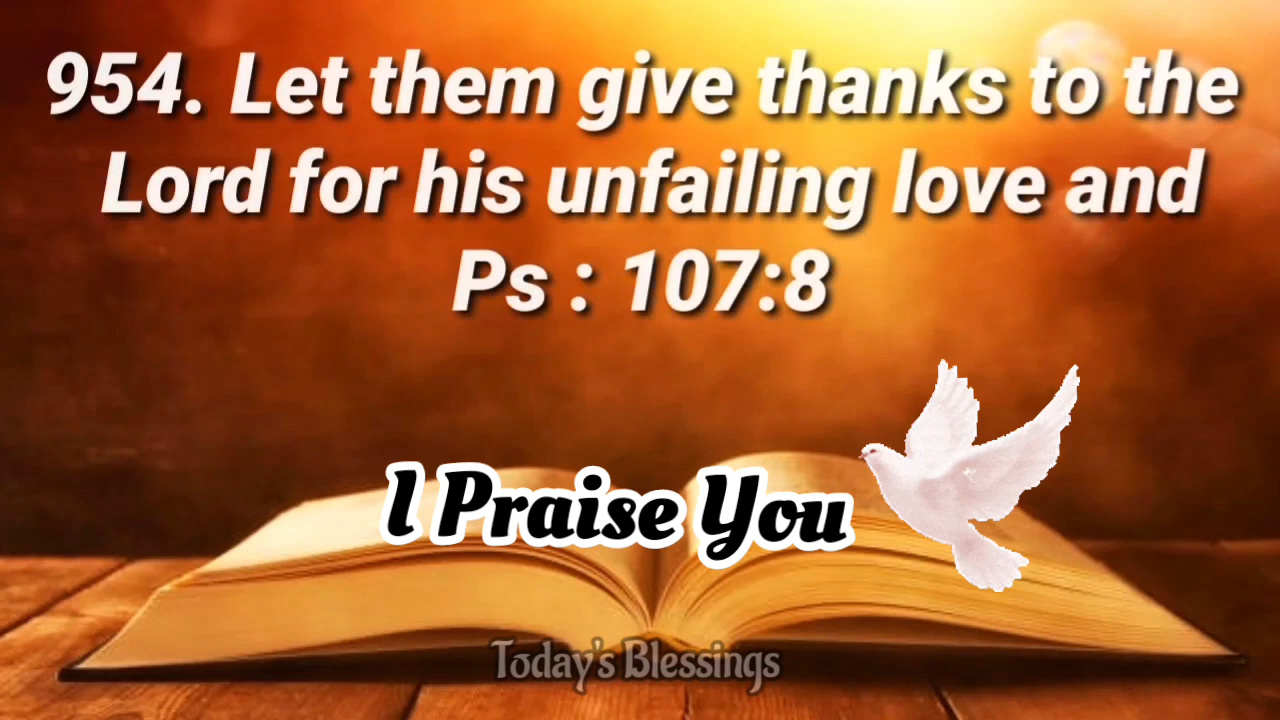 954. Let them give thanks to the
Lord for his unfailing love and
Ps : 107:8
I Praise You
Today's Blessings